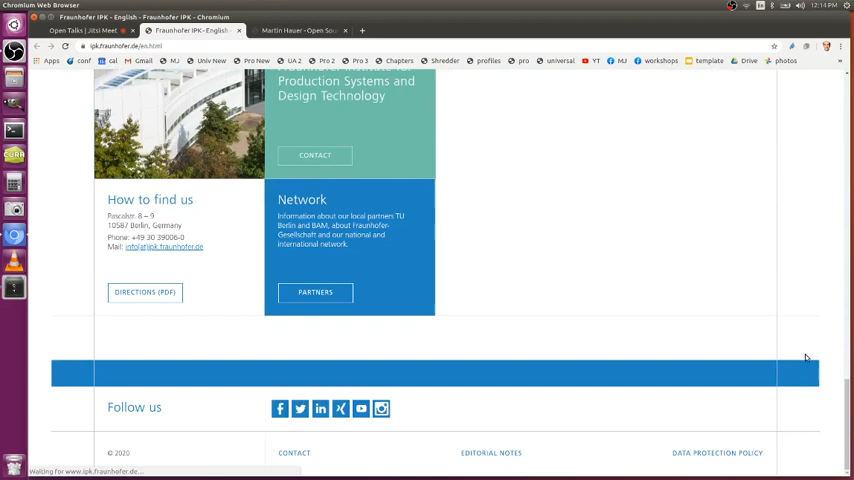 Chromium Web Browser
12:14 PM
Fraunhofer IPK - English - Fraunhofer IPK - Chromium
Open Talks | Jitsi Meet
Fraunhofer IPK - English
Martin Hauer - Open Sou
ipk.fraunhofer.de/en.html
Apps conf cal Gmail MJ Univ New Pro New UA 2 Pro 2 Pro 3 Chapters Shredder profiles pro universal YT MJ workshops template Drive photos
Production Systems and
Design Technology
CONTACT
How to find us
Pascalstr. 8 – 9
10587 Berlin, Germany
Phone: +49 30 39006-0
Mail: info(at)ipk.fraunhofer.de
DIRECTIONS (PDF)
Network
Information about our local partners TU
Berlin and BAM, about Fraunhofer-
Gesellschaft and our national and
international network.
PARTNERS
Follow us
© 2020
CONTACT
EDITORIAL NOTES
DATA PROTECTION POLICY
Waiting for www.ipk.fraunhofer.de...